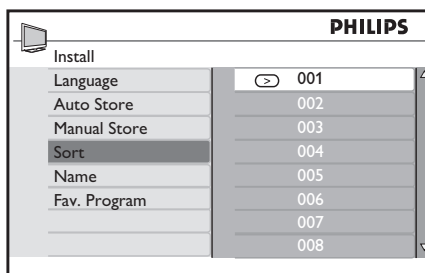 PHILIPS
Install
Language
Auto Store
Manual Store
Sort
Name
Fav. Program
> 001
002
003
004
005
006
007
008